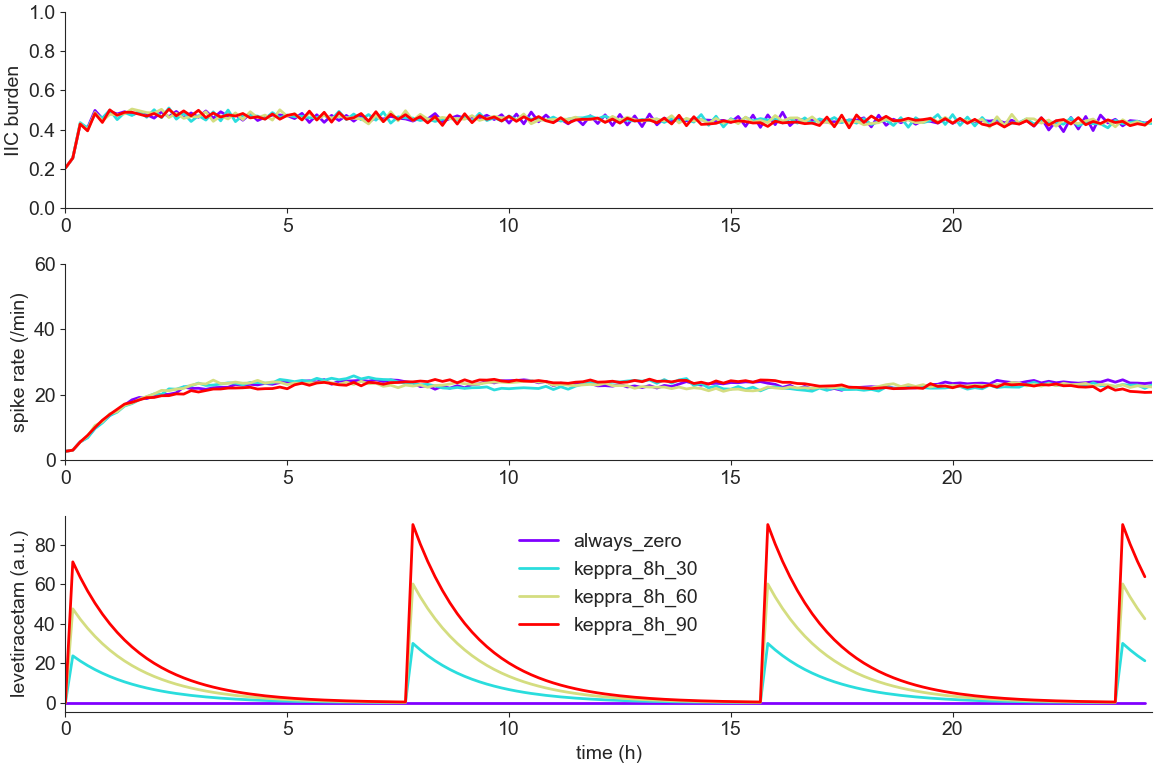 1.0
0.8
0.6
0.4
0.2
0.0
IIC burden
0 5 10 15 20
60
40
20
0
spike rate (/min)
0 5 10 15 20
80
60
40
20
0
levetiracetam (a.u.)
always_zero
keppra_8h_30
keppra_8h_60
keppra_8h_90
0 5 10 15 20
time (h)